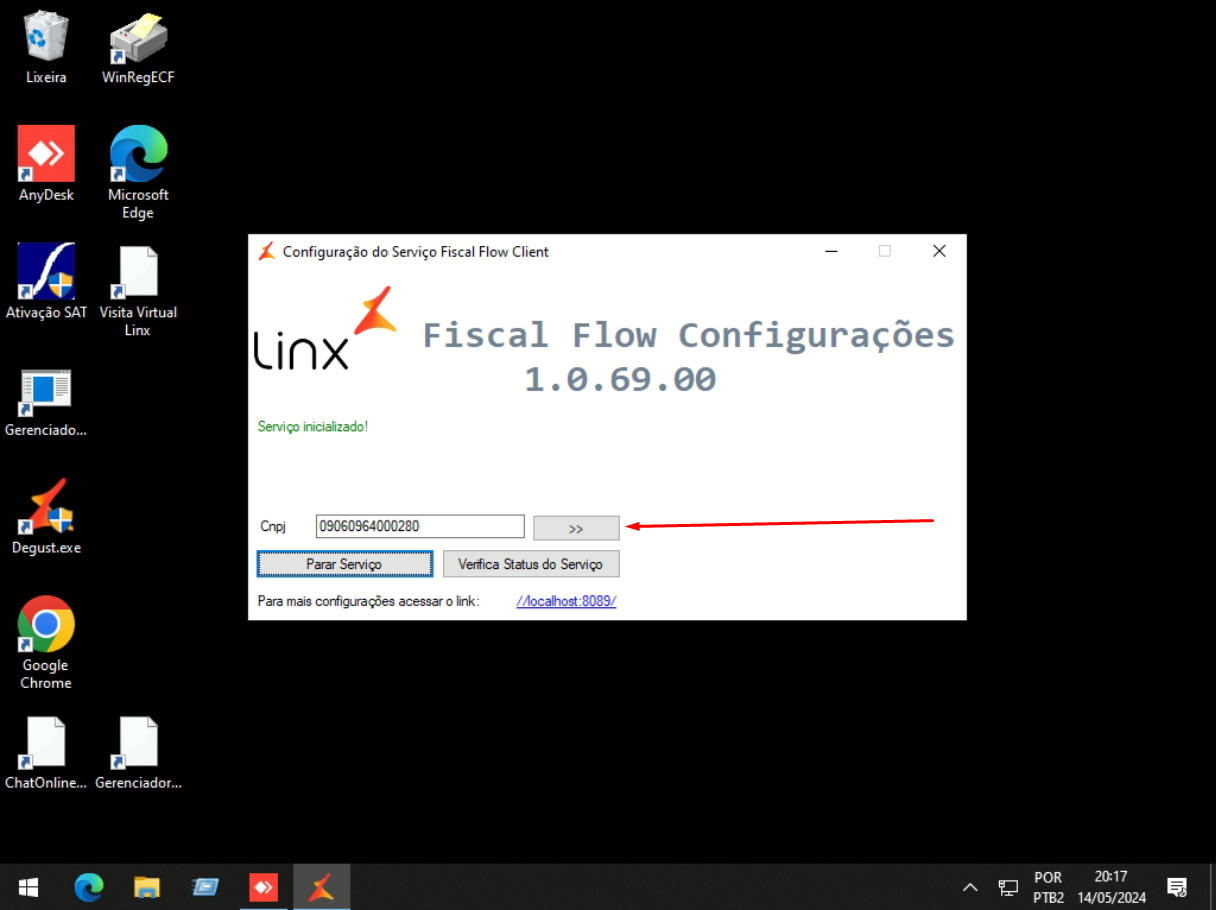 Lixeira
WinRegECF
AnyDesk
Microsoft
Edge
Ativação SAT
Visita Virtual
Linx
Gerenciado...
Degust.exe
Google
Chrome
ChatOnline...
Gerenciador...
Configuração do Serviço Fiscal Flow Client
Linx
Fiscal Flow Configurações
1.0.69.00
Serviço inicializado!
Cnpj
09060964000280
>>
Parar Serviço
Verifica Status do Serviço
Para mais configurações acessar o link:
//localhost:8089/
POR
PTB2
20:17
14/05/2024